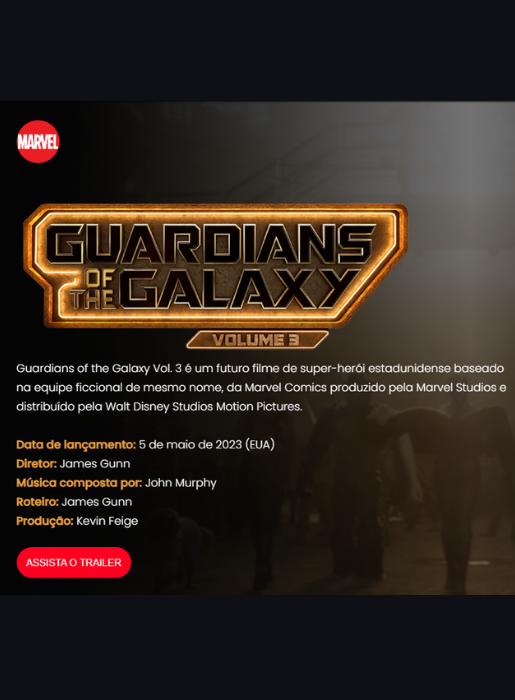 MARVEL
GUARDIANS
OF
THE GALAXY
VOLUME 3
Guardians of the Galaxy Vol. 3 é um futuro filme de super-herói estadunidense baseado
na equipe ficcional de mesmo nome, da Marvel Comics produzido pela Marvel Studios e
distribuído pela Walt Disney Studios Motion Pictures.
Data de lançamento: 5 de maio de 2023 (EUA)
Diretor: James Gunn
Música composta por: John Murphy
Roteiro: James Gunn
Produção: Kevin Feige
ASSISTA O TRAILER